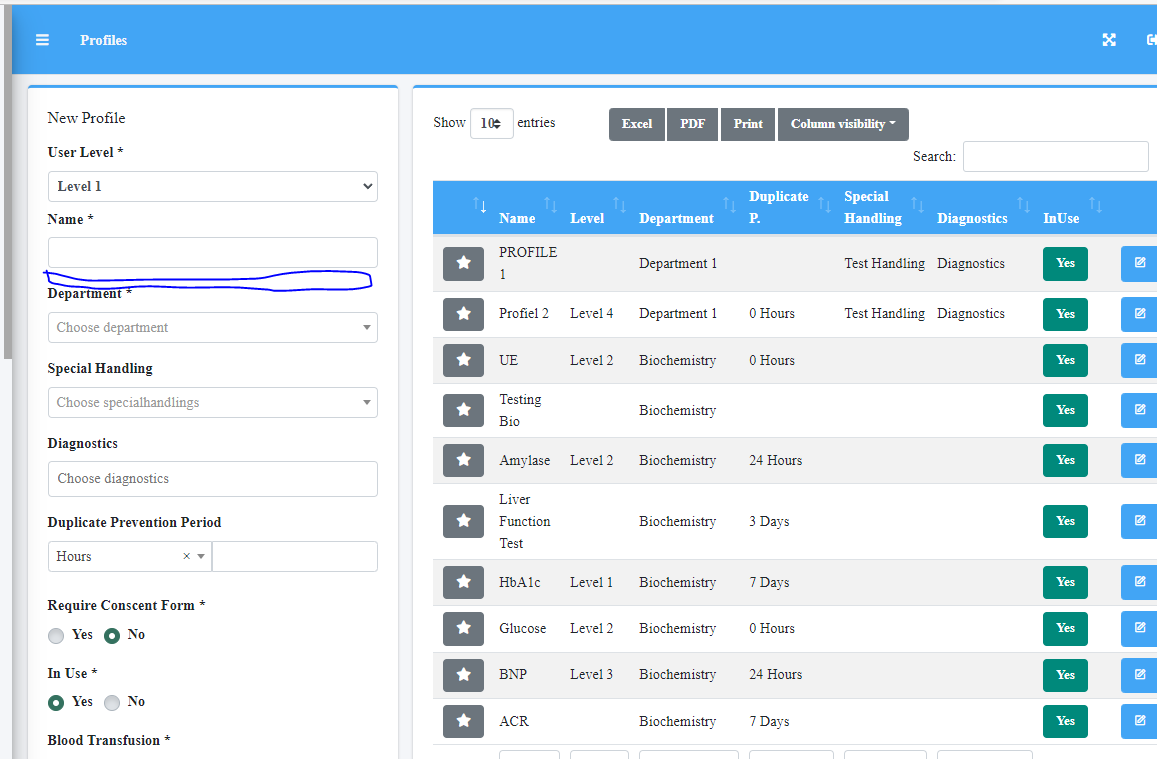 Profiles
New Profile
User Level *
Level 1
Name *
Department *
Choose department
Special Handling
Choose specialhandlings
Diagnostics
Choose diagnostics
Duplicate Prevention Period
Hours ×
Require Conscent Form *
Yes No
In Use *
Yes No
Blood Transfusion *
Show 10 entries
Excel PDF Print Column visibility
Search:
Name Level Department Duplicate P. Special Handling Diagnostics InUse
PROFILE 1 Department 1 Test Handling Diagnostics Yes
Profiel 2 Level 4 Department 1 0 Hours Test Handling Diagnostics Yes
UE Level 2 Biochemistry 0 Hours Yes
Testing Bio Biochemistry Yes
Amylase Level 2 Biochemistry 24 Hours Yes
Liver Function Test Biochemistry 3 Days Yes
HbA1c Level 1 Biochemistry 7 Days Yes
Glucose Level 2 Biochemistry 0 Hours Yes
BNP Level 3 Biochemistry 24 Hours Yes
ACR Biochemistry 7 Days Yes